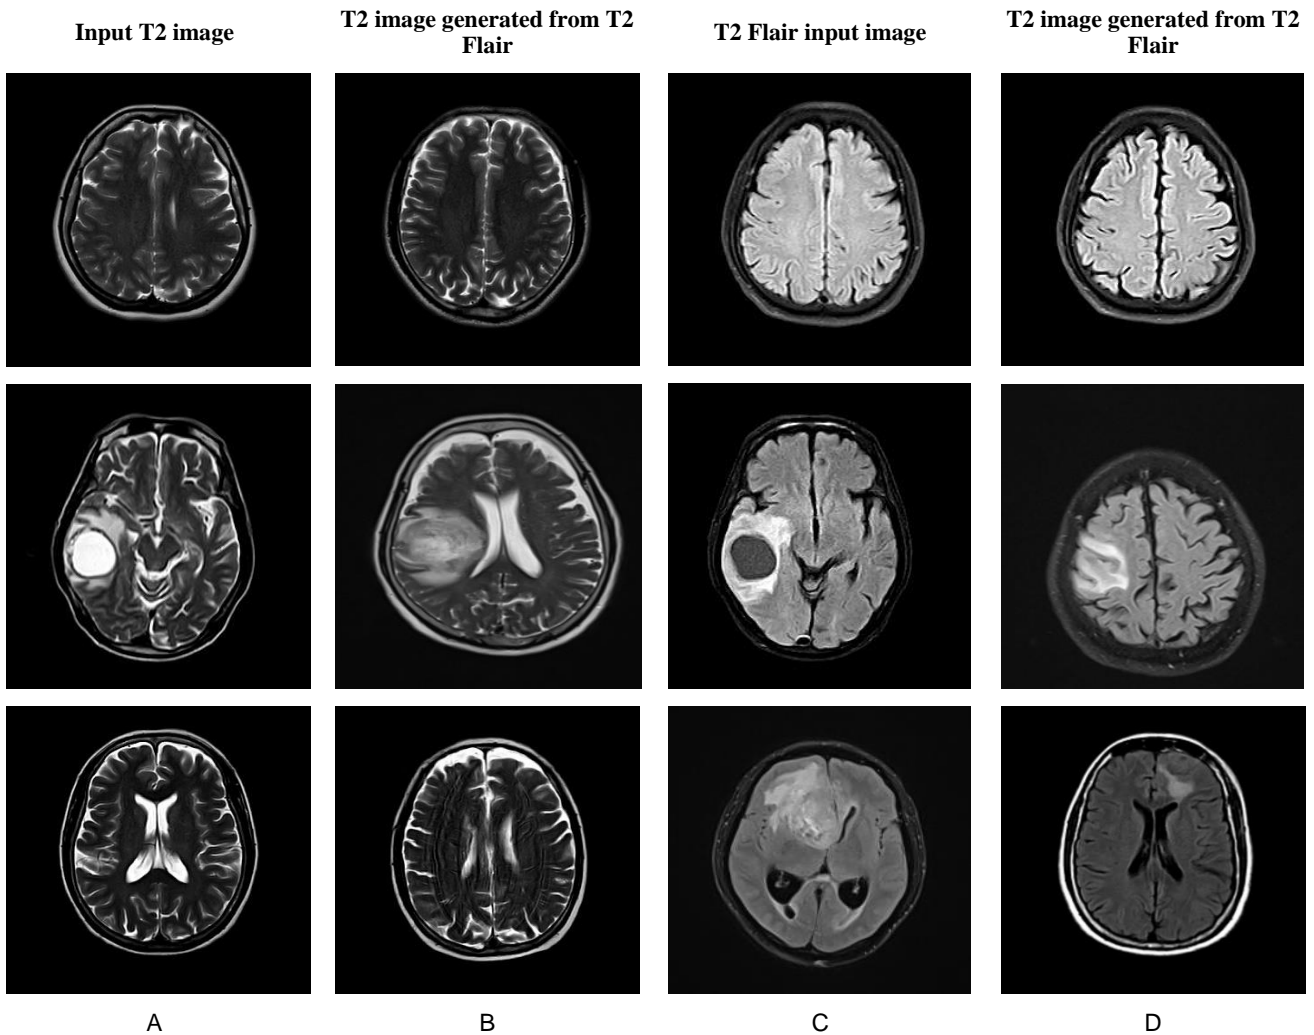 Input T2 image
T2 image generated from T2
Flair
T2 Flair input image
T2 image generated from T2
Flair
A
B
C
D